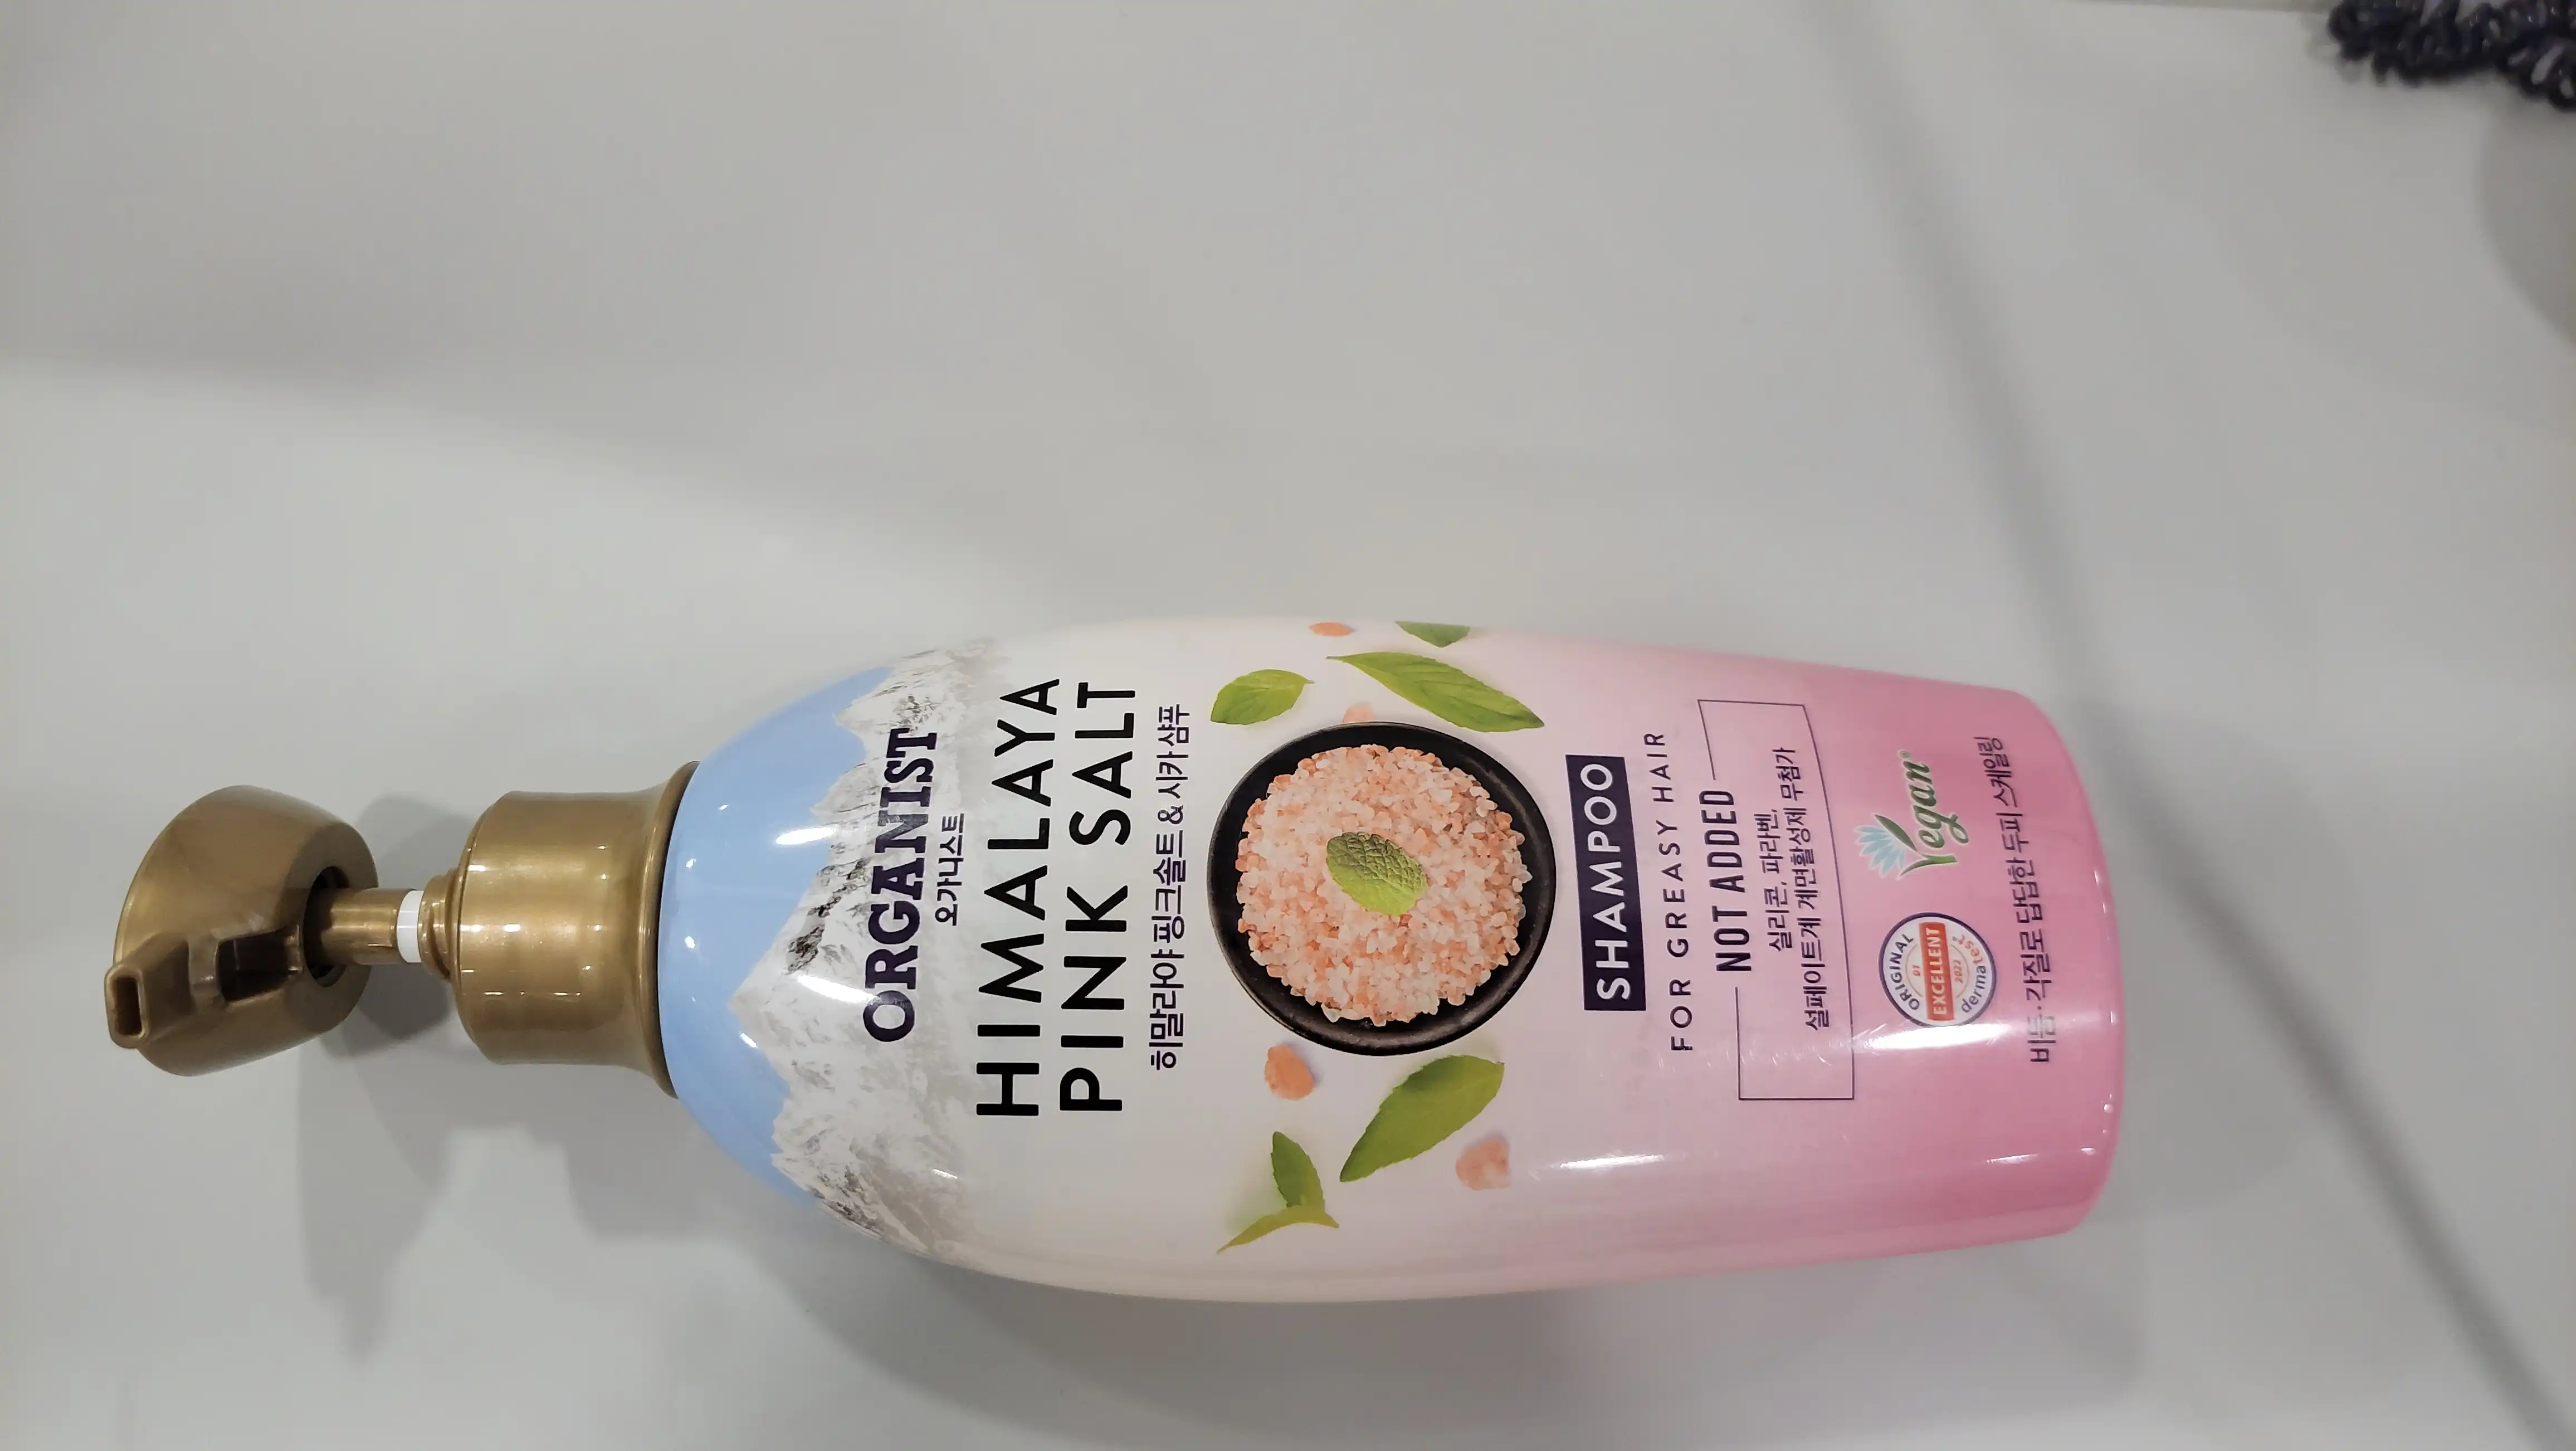 ORGANIST
오가니스트
HIMALAYA
PINK SALT
히말라야 핑크솔트 & 시카 샴푸
SHAMPOO
FOR GREASY HAIR
NOT ADDED
실리콘, 파라벤,
설페이트계 계면활성제 무첨가
ORIGINAL
01
EXCELLENT
2022
dermatest
Vegan
비듬·각질로 답답한 두피 스케일링